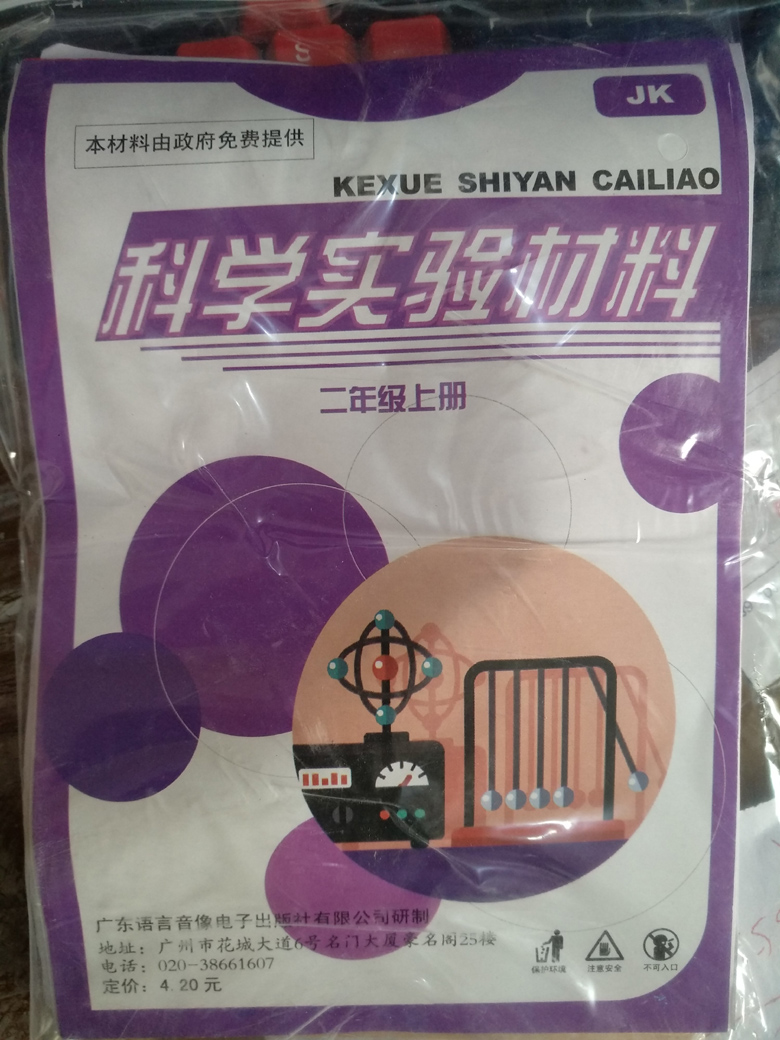 S
JK
本材料由政府免费提供
KEXUE SHIYAN CAILIAO
科学实验材料
二年级上册
广东语言音像电子出版社有限公司研制
地址：广州市花城大道6号名门大厦豪名阁25楼
电话：020-38661607
定价：4.20元
保护环境
注意安全
不可入口